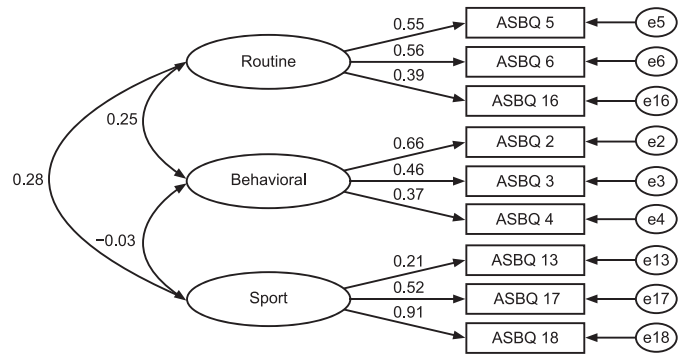 0.55 ASBQ 5 e5
Routine 0.56 ASBQ 6 e6
0.39 ASBQ 16 e16
0.25
0.66 ASBQ 2 e2
0.28 Behavioral 0.46 ASBQ 3 e3
0.37 ASBQ 4 e4
−0.03
0.21 ASBQ 13 e13
Sport 0.52 ASBQ 17 e17
0.91 ASBQ 18 e18